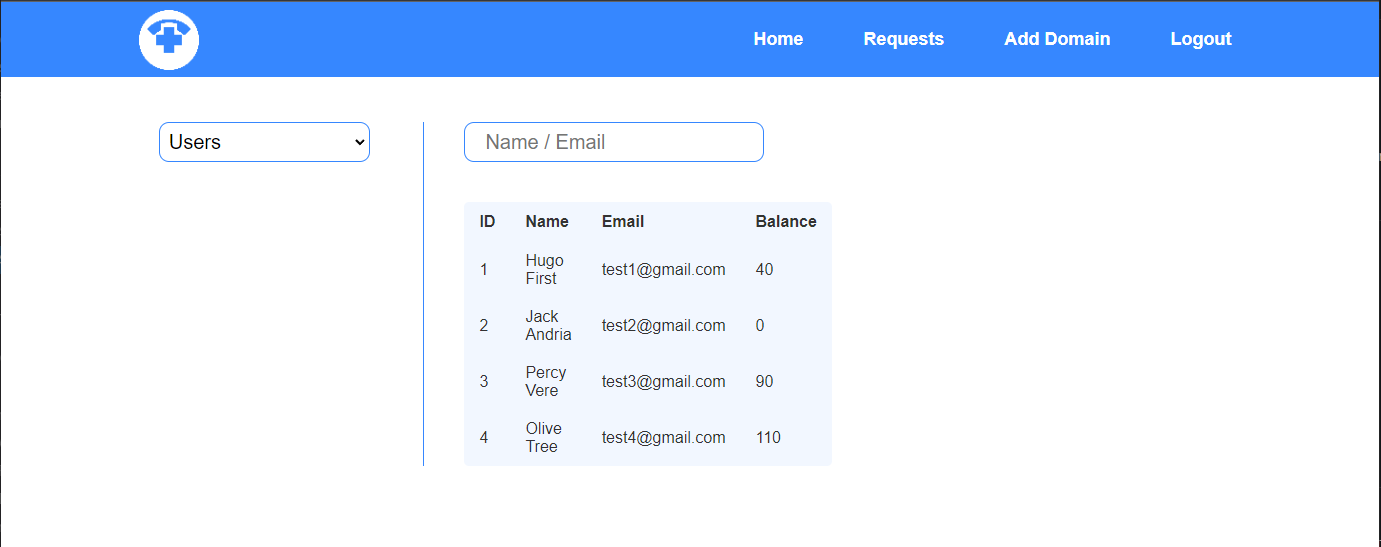 Home Requests Add Domain Logout
Users
Name / Email
ID Name Email Balance
1 Hugo First test1@gmail.com 40
2 Jack Andria test2@gmail.com 0
3 Percy Vere test3@gmail.com 90
4 Olive Tree test4@gmail.com 110